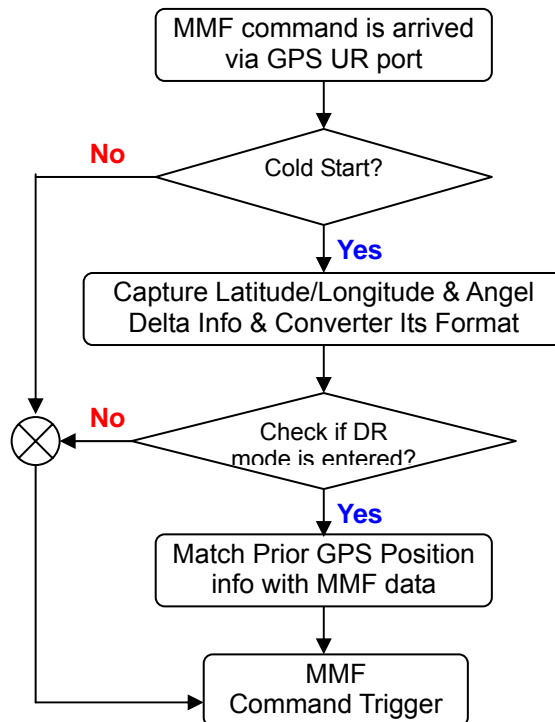 MMF command is arrived
via GPS UR port
No
Cold Start?
Yes
Capture Latitude/Longitude & Angel
Delta Info & Converter Its Format
No
Check if DR
mode is entered?
Yes
Match Prior GPS Position
info with MMF data
MMF
Command Trigger